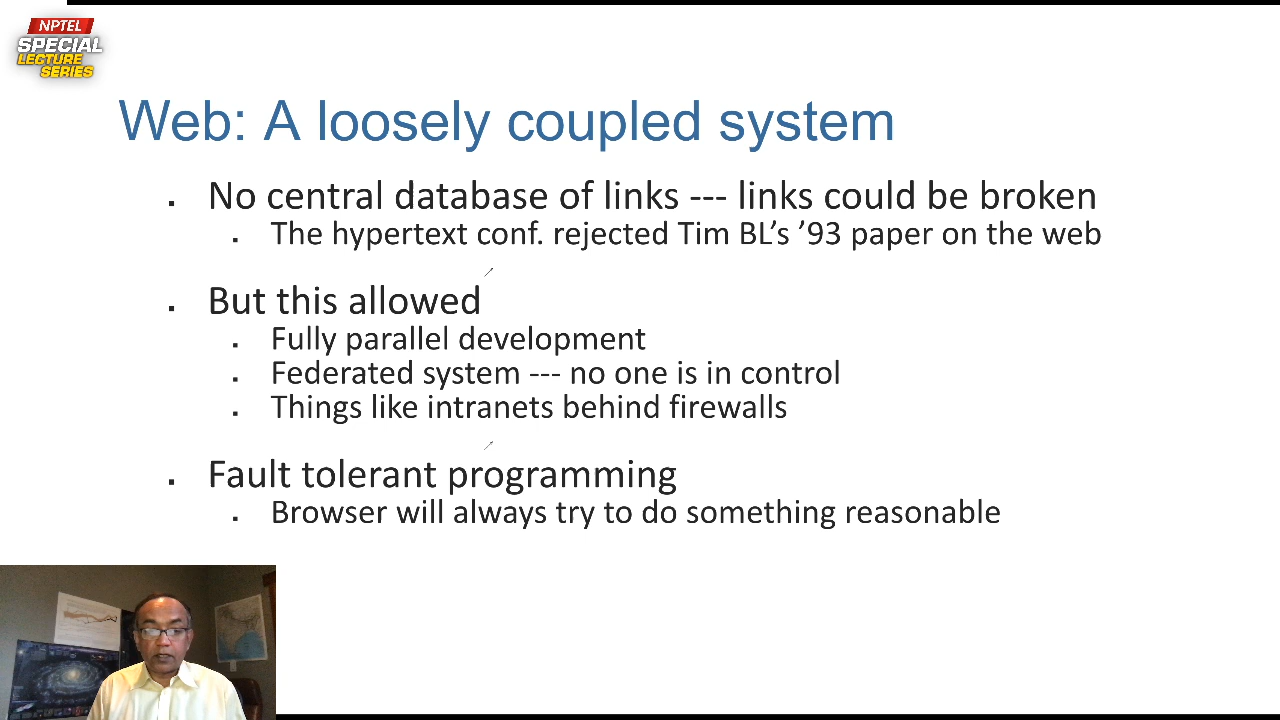 NPTEL
SPECIAL
LECTURE
SERIES
Web: A loosely coupled system
▪ No central database of links --- links could be broken
▪ The hypertext conf. rejected Tim BL’s ’93 paper on the web
▪ But this allowed
▪ Fully parallel development
▪ Federated system --- no one is in control
▪ Things like intranets behind firewalls
▪ Fault tolerant programming
▪ Browser will always try to do something reasonable